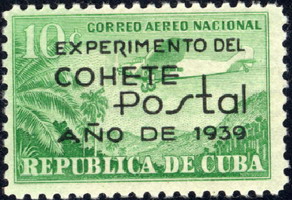 CORREO AEREO NACIONAL
10¢
EXPERIMENTO DEL
COHETE
Postal
AÑO DE 1939
REPUBLICA DE CUBA